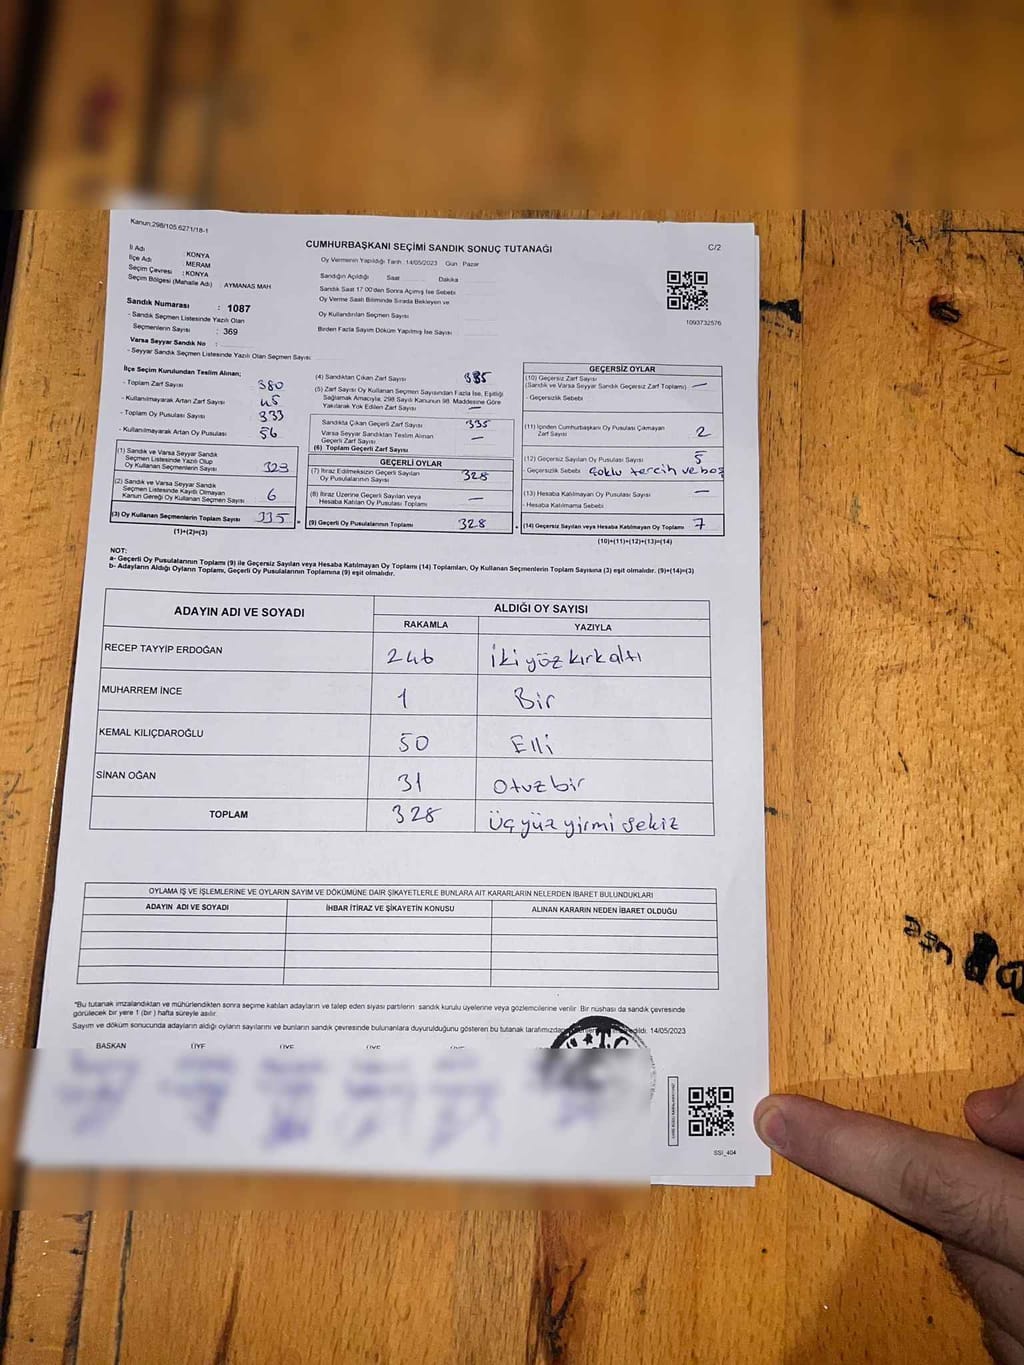 Kanun:298/105.6271/18-1
CUMHURBAŞKANI SEÇİMİ SANDIK SONUÇ TUTANAĞI
C/2
Oy Vermenin Yapıldığı Tarih : 14/05/2023 Gün : Pazar
İl Adı : KONYA
İlçe Adı : MERAM
Seçim Çevresi : KONYA
Seçim Bölgesi (Mahalle Adı) : AYMANAS MAH
Sandığın Açıldığı Saat Dakika
Sandık Saat 17:00'den Sonra Açılmış İse Sebebi
Oy Verme Saati Bitiminde Sırada Bekleyen ve
Oy Kullandırılan Seçmen Sayısı
Birden Fazla Sayım Döküm Yapılmış İse Sayısı
1093732576
Sandık Numarası : 1087
- Sandık Seçmen Listesinde Yazılı Olan
Seçmenlerin Sayısı : 369
Varsa Seyyar Sandık No :
- Seyyar Sandık Seçmen Listesinde Yazılı Olan Seçmen Sayısı:
İlçe Seçim Kurulundan Teslim Alınan;
- Toplam Zarf Sayısı 380
- Kullanılmayarak Artan Zarf Sayısı 45
- Toplam Oy Pusulası Sayısı 333
- Kullanılmayarak Artan Oy Pusulası 56
(1) Sandık ve Varsa Seyyar Sandık
Seçmen Listesinde Yazılı Olup
Oy Kullanan Seçmenlerin Sayısı 329
(2) Sandık ve Varsa Seyyar Sandık
Seçmen Listesinde Kayıtlı Olmayan
Kanun Gereği Oy Kullanan Seçmen Sayısı 6
(3) Oy Kullanan Seçmenlerin Toplam Sayısı 335
(1)+(2)=(3)
(4) Sandıktan Çıkan Zarf Sayısı 335
(5) Zarf Sayısı Oy Kullanan Seçmen Sayısından Fazla İse, Eşitliği
Sağlamak Amacıyla, 298 Sayılı Kanunun 98. Maddesine Göre
Yakılarak Yok Edilen Zarf Sayısı —
Sandıkta Çıkan Geçerli Zarf Sayısı 335
Varsa Seyyar Sandıktan Teslim Alınan
Geçerli Zarf Sayısı —
(6) Toplam Geçerli Zarf Sayısı
GEÇERLİ OYLAR
(7) İtiraz Edilmeksizin Geçerli Sayılan
Oy Pusulasının Sayısı 328
(8) İtiraz Üzerine Geçerli Sayılan veya
Hesaba Katılan Oy Pusulası Toplamı —
(9) Geçerli Oy Pusulalarının Toplamı 328
GEÇERSİZ OYLAR
(10) Geçersiz Zarf Sayısı
(Sandık ve Varsa Seyyar Sandık Geçersiz Zarf Toplamı) —
- Geçersizlik Sebebi
(11) İçinden Cumhurbaşkanı Oy Pusulası Çıkmayan
Zarf Sayısı 2
(12) Geçersiz Sayılan Oy Pusulası Sayısı 5
- Geçersizlik Sebebi Çoklu tercih ve boş
(13) Hesaba Katılmayan Oy Pusulası Sayısı —
- Hesaba Katılmama Sebebi
(14) Geçersiz Sayılan veya Hesaba Katılmayan Oy Toplamı 7
(10)+(11)+(12)+(13)=(14)
NOT:
a- Geçerli Oy Pusulalarının Toplamı (9) ile Geçersiz Sayılan veya Hesaba Katılmayan Oy Toplamı (14) Toplamları, Oy Kullanan Seçmenlerin Toplam Sayısına (3) eşit olmalıdır. (9)+(14)=(3)
b- Adayların Aldığı Oyların Toplamı, Geçerli Oy Pusulalarının Toplamına (9) eşit olmalıdır.
ADAYIN ADI VE SOYADI ALDIĞI OY SAYISI
RAKAMLA YAZIYLA
RECEP TAYYİP ERDOĞAN 246 iki yüz kırk altı
MUHARREM İNCE 1 Bir
KEMAL KILIÇDAROĞLU 50 Elli
SİNAN OĞAN 31 Otuz bir
TOPLAM 328 Üç yüz yirmi sekiz
OYLAMA İŞ VE İŞLEMLERİNE VE OYLARIN SAYIM VE DÖKÜMÜNE DAİR ŞİKAYETLERLE BUNLARA AİT KARARLARIN NELERDEN İBARET BULUNDUKLARI
ADAYIN ADI VE SOYADI İHBAR İTİRAZ VE ŞİKAYETİN KONUSU ALINAN KARARIN NEDEN İBARET OLDUĞU
*Bu tutanak imzalandıktan ve mühürlendikten sonra seçime katılan adayların ve talep eden siyasi partilerin sandık kurulu üyelerine veya gözlemcilerine verilir. Bir nüshası da sandık çevresinde
görülecek bir yere 1 (bir) hafta süreyle asılır.
Sayım ve döküm sonucunda adayların aldığı oyların sayılarını ve bunların sandık çevresinde bulunanlara duyurulduğunu gösteren bu tutanak tarafımızdan edildi. 14/05/2023
BAŞKAN ÜYE ÜYE ÜYE ÜYE
SSİ_404